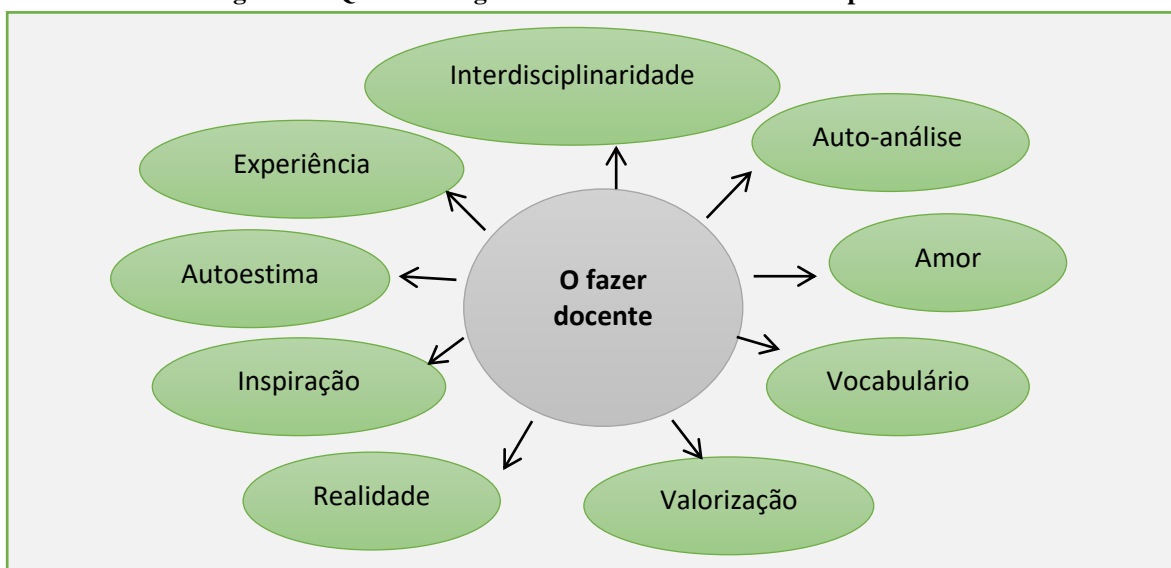 Interdisciplinaridade
Auto-análise
Experiência
Amor
Autoestima
O fazer
docente
Inspiração
Vocabulário
Realidade
Valorização